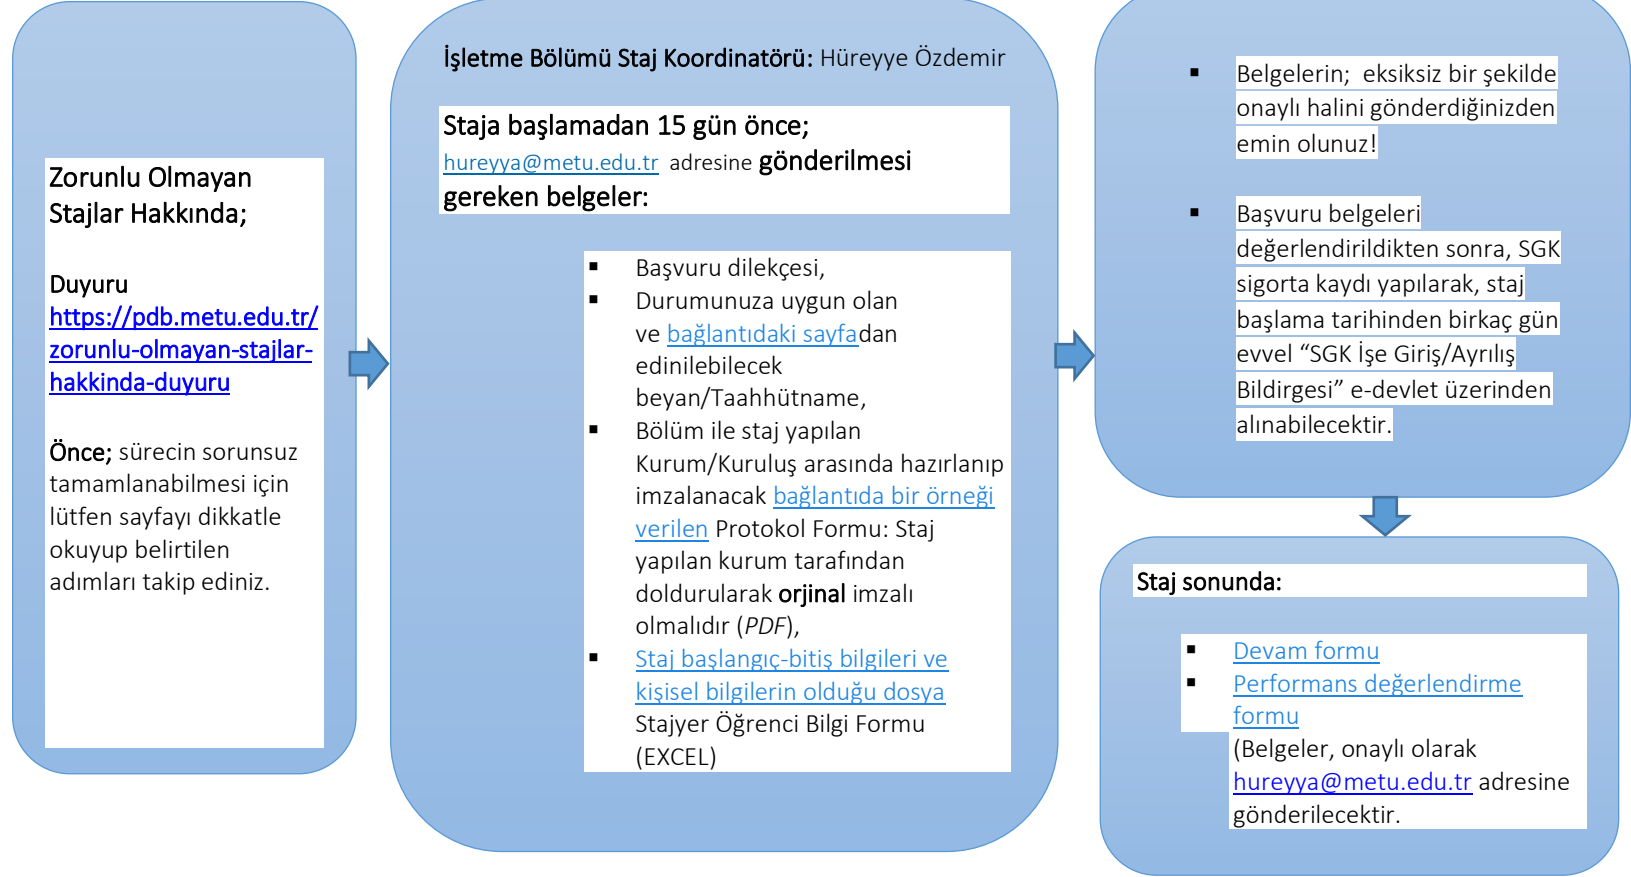 Zorunlu Olmayan
Stajlar Hakkında;
Duyuru
https://pdb.metu.edu.tr/
zorunlu-olmayan-stajlar-
hakkinda-duyuru
Önce; sürecin sorunsuz
tamamlanabilmesi için
lütfen sayfayı dikkatle
okuyup belirtilen
adımları takip ediniz.
İşletme Bölümü Staj Koordinatörü: Hüreyye Özdemir
Staja başlamadan 15 gün önce;
hureyya@metu.edu.tr adresine gönderilmesi
gereken belgeler:
▪ Başvuru dilekçesi,
▪ Durumunuza uygun olan
ve bağlantıdaki sayfadan
edinilebilecek
beyan/Taahhütname,
▪ Bölüm ile staj yapılan
Kurum/Kuruluş arasında hazırlanıp
imzalanacak bağlantıda bir örneği
verilen Protokol Formu: Staj
yapılan kurum tarafından
doldurularak orjinal imzalı
olmalıdır (PDF),
▪ Staj başlangıç-bitiş bilgileri ve
kişisel bilgilerin olduğu dosya
Stajyer Öğrenci Bilgi Formu
(EXCEL)
▪ Belgelerin; eksiksiz bir şekilde
onaylı halini gönderdiğinizden
emin olunuz!
▪ Başvuru belgeleri
değerlendirildikten sonra, SGK
sigorta kaydı yapılarak, staj
başlama tarihinden birkaç gün
evvel “SGK İşe Giriş/Ayrılış
Bildirgesi” e-devlet üzerinden
alınabilecektir.
Staj sonunda:
▪ Devam formu
▪ Performans değerlendirme
formu
(Belgeler, onaylı olarak
hureyya@metu.edu.tr adresine
gönderilecektir.